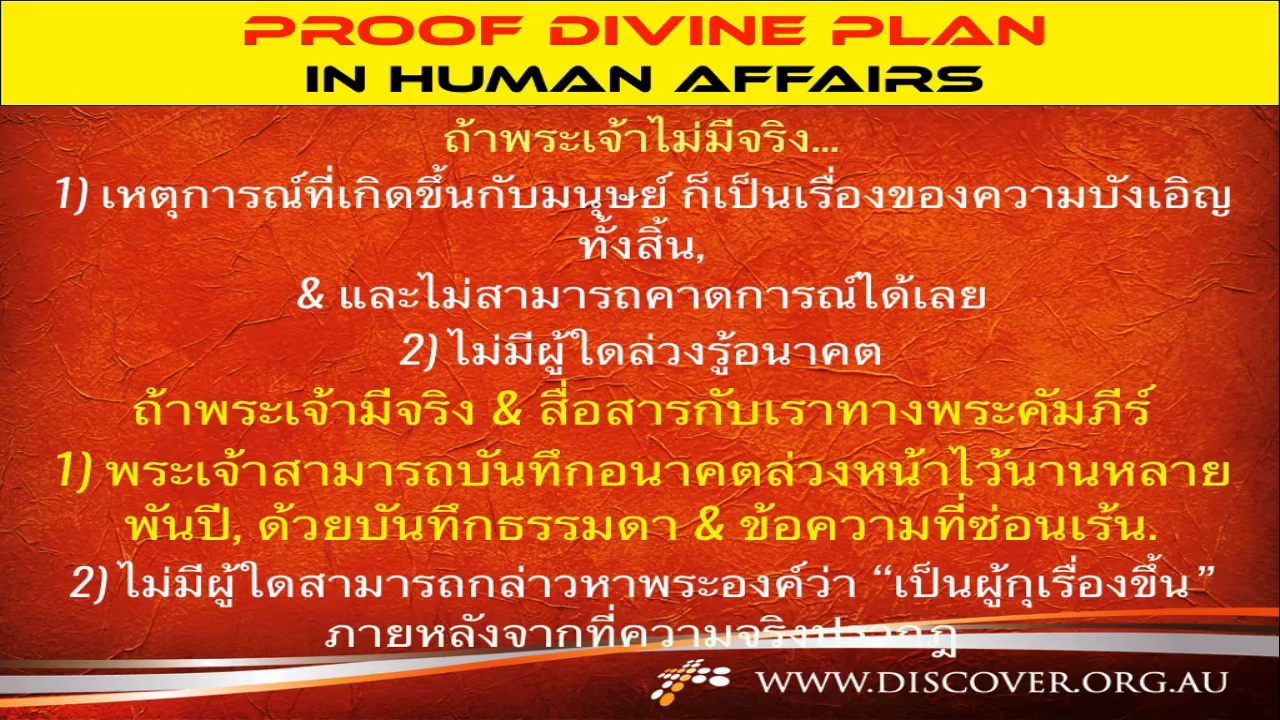 PROOF DIVINE PLAN
IN HUMAN AFFAIRS
ถ้าพระเจ้าไม่มีจริง...
1) เหตุการณ์ที่เกิดขึ้นกับมนุษย์ ก็เป็นเรื่องของความบังเอิญ
ทั้งสิ้น,
& และไม่สามารถคาดการณ์ได้เลย
2) ไม่มีผู้ใดล่วงรู้อนาคต
ถ้าพระเจ้ามีจริง & สื่อสารกับเราทางพระคัมภีร์
1) พระเจ้าสามารถบันทึกอนาคตล่วงหน้าไว้นานหลาย
พันปี, ด้วยบันทึกธรรมดา & ข้อความที่ซ่อนเร้น.
2) ไม่มีผู้ใดสามารถกล่าวหาพระองค์ว่า “เป็นผู้กุเรื่องขึ้น”
ภายหลังจากที่ความจริงปรากฏ
WWW.DISCOVER.ORG.AU